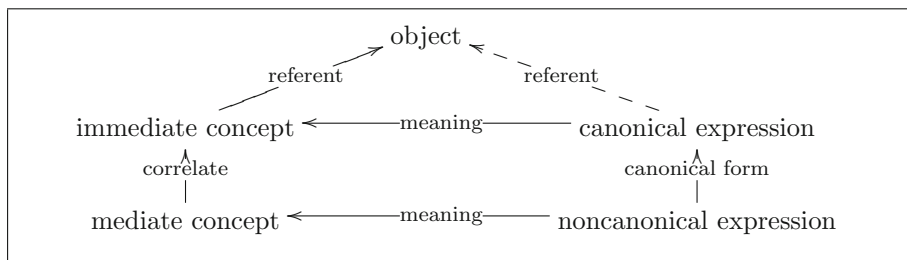 object
referent referent
immediate concept meaning canonical expression
correlate canonical form
mediate concept meaning noncanonical expression